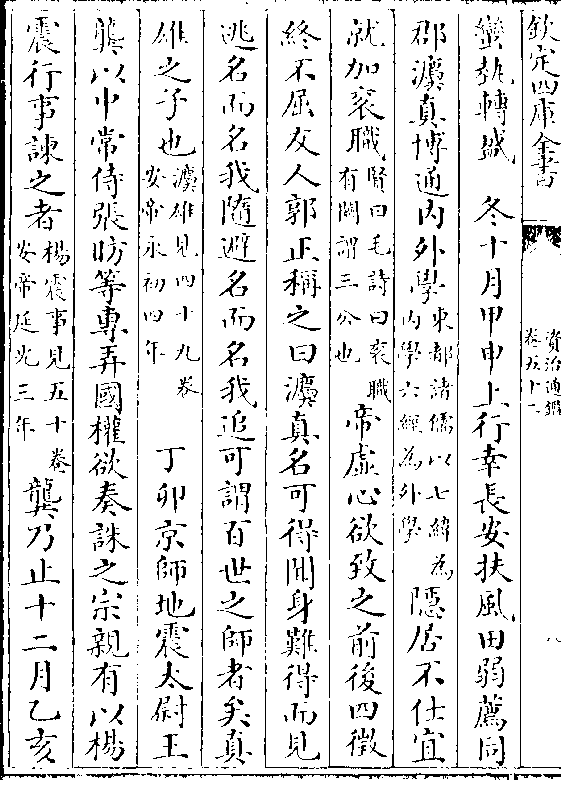 欽定四庫全書
資治通鑑
卷五十二
蠻執轉盛　冬十月甲申上行幸長安扶風田弱薦同
郡灋真博通内外學東都諸儒以七緯為内學六經為外學隱居不仕宜
就加衮職賢曰毛詩曰衮職有闕謂三公也帝虚心欲致之前後四徵
終不屈友人郭正稱之曰灋真名可得聞身難得而見
逃名而名我隨避名而名我追可謂百世之師者矣真
雄之子也灋雄見四十九卷安帝永初四年　丁卯京師地震太尉王
龔以中常侍張昉等專弄國權欲奏誅之宗親有以楊
震行事諫之者楊震事見五十卷安帝延光三年龔乃止十二月乙亥